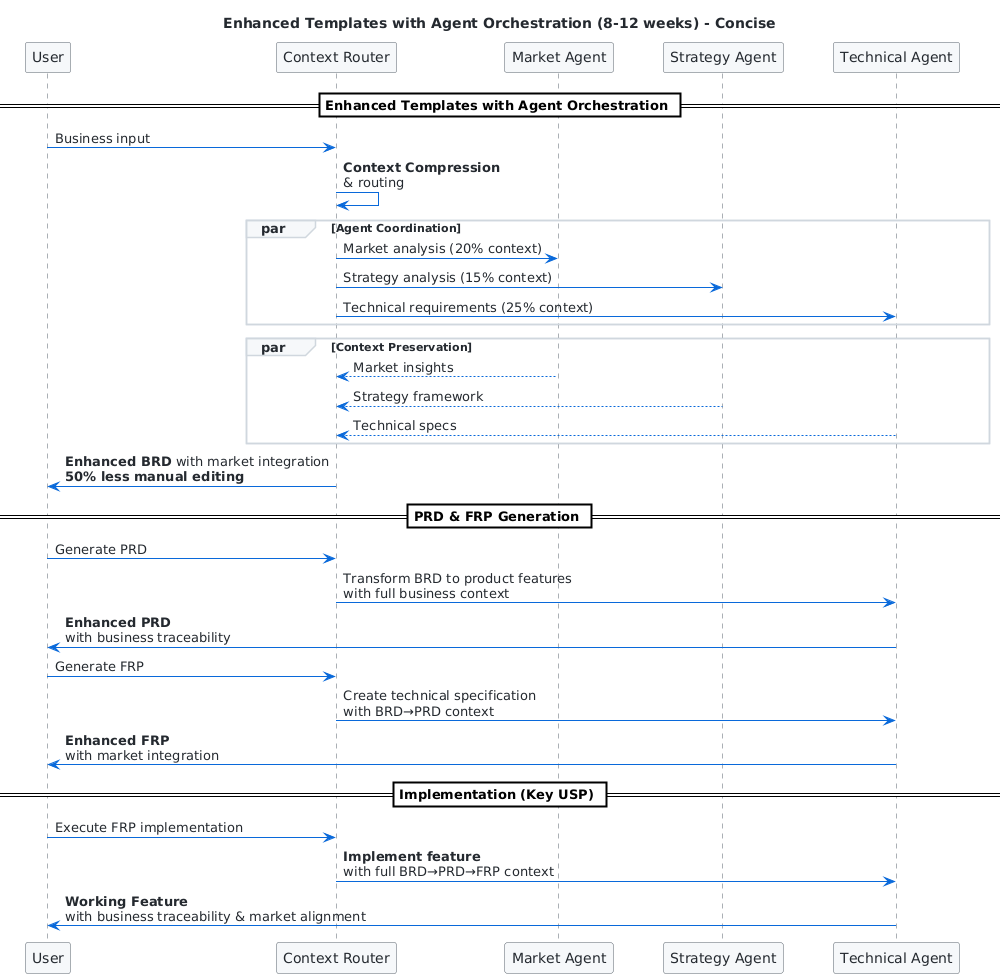 Enhanced Templates with Agent Orchestration (8-12 weeks) - Concise
User
Context Router
Market Agent
Strategy Agent
Technical Agent
Enhanced Templates with Agent Orchestration
Business input
Context Compression
& routing
par
[Agent Coordination]
Market analysis (20% context)
Strategy analysis (15% context)
Technical requirements (25% context)
par
[Context Preservation]
Market insights
Strategy framework
Technical specs
Enhanced BRD with market integration
50% less manual editing
PRD & FRP Generation
Generate PRD
Transform BRD to product features
with full business context
Enhanced PRD
with business traceability
Generate FRP
Create technical specification
with BRD→PRD context
Enhanced FRP
with market integration
Implementation (Key USP)
Execute FRP implementation
Implement feature
with full BRD→PRD→FRP context
Working Feature
with business traceability & market alignment
User
Context Router
Market Agent
Strategy Agent
Technical Agent